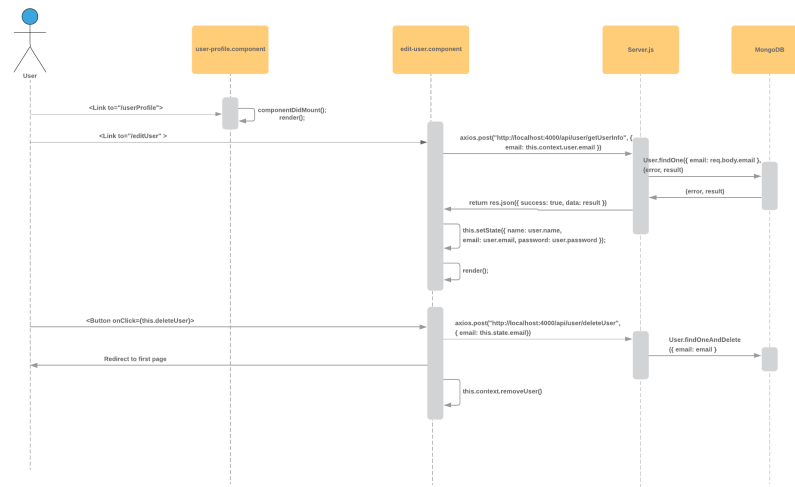 User
user-profile.component
edit-user.component
Server.js
MongoDB
<Link to="/userProfile">
componentDidMount();
render();
<Link to="/editUser" >
axios.post("http://localhost:4000/api/user/getUserInfo", {
email: this.context.user.email })
User.findOne({ email: req.body.email },
(error, result)
(error, result)
return res.json({ success: true, data: result })
this.setState({ name: user.name,
email: user.email, password: user.password });
render();
<Button onClick={this.deleteUser}>
axios.post("http://localhost:4000/api/user/deleteUser",
{ email: this.state.email})
User.findOneAndDelete
({ email: email }
Redirect to first page
this.context.removeUser()